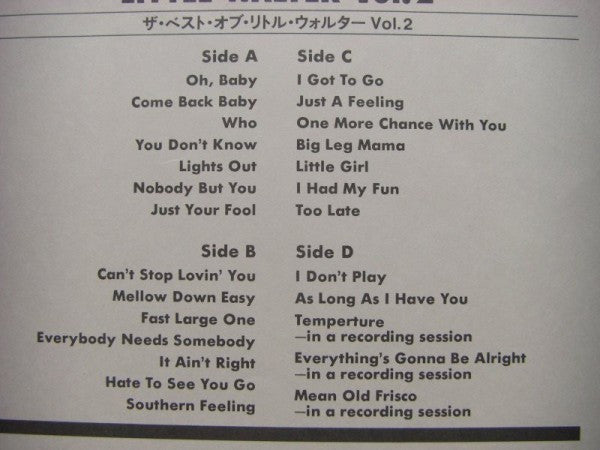 LITTLE WALTER VOL. 2
ザ・ベスト・オブ・リトル・ウォルター Vol.2
Side A
Oh, Baby
Come Back Baby
Who
You Don't Know
Lights Out
Nobody But You
Just Your Fool
Side B
Can't Stop Lovin' You
Mellow Down Easy
Fast Large One
Everybody Needs Somebody
It Ain't Right
Hate To See You Go
Southern Feeling
Side C
I Got To Go
Just A Feeling
One More Chance With You
Big Leg Mama
Little Girl
I Had My Fun
Too Late
Side D
I Don't Play
As Long As I Have You
Temperture
—in a recording session
Everything's Gonna Be Alright
—in a recording session
Mean Old Frisco
—in a recording session